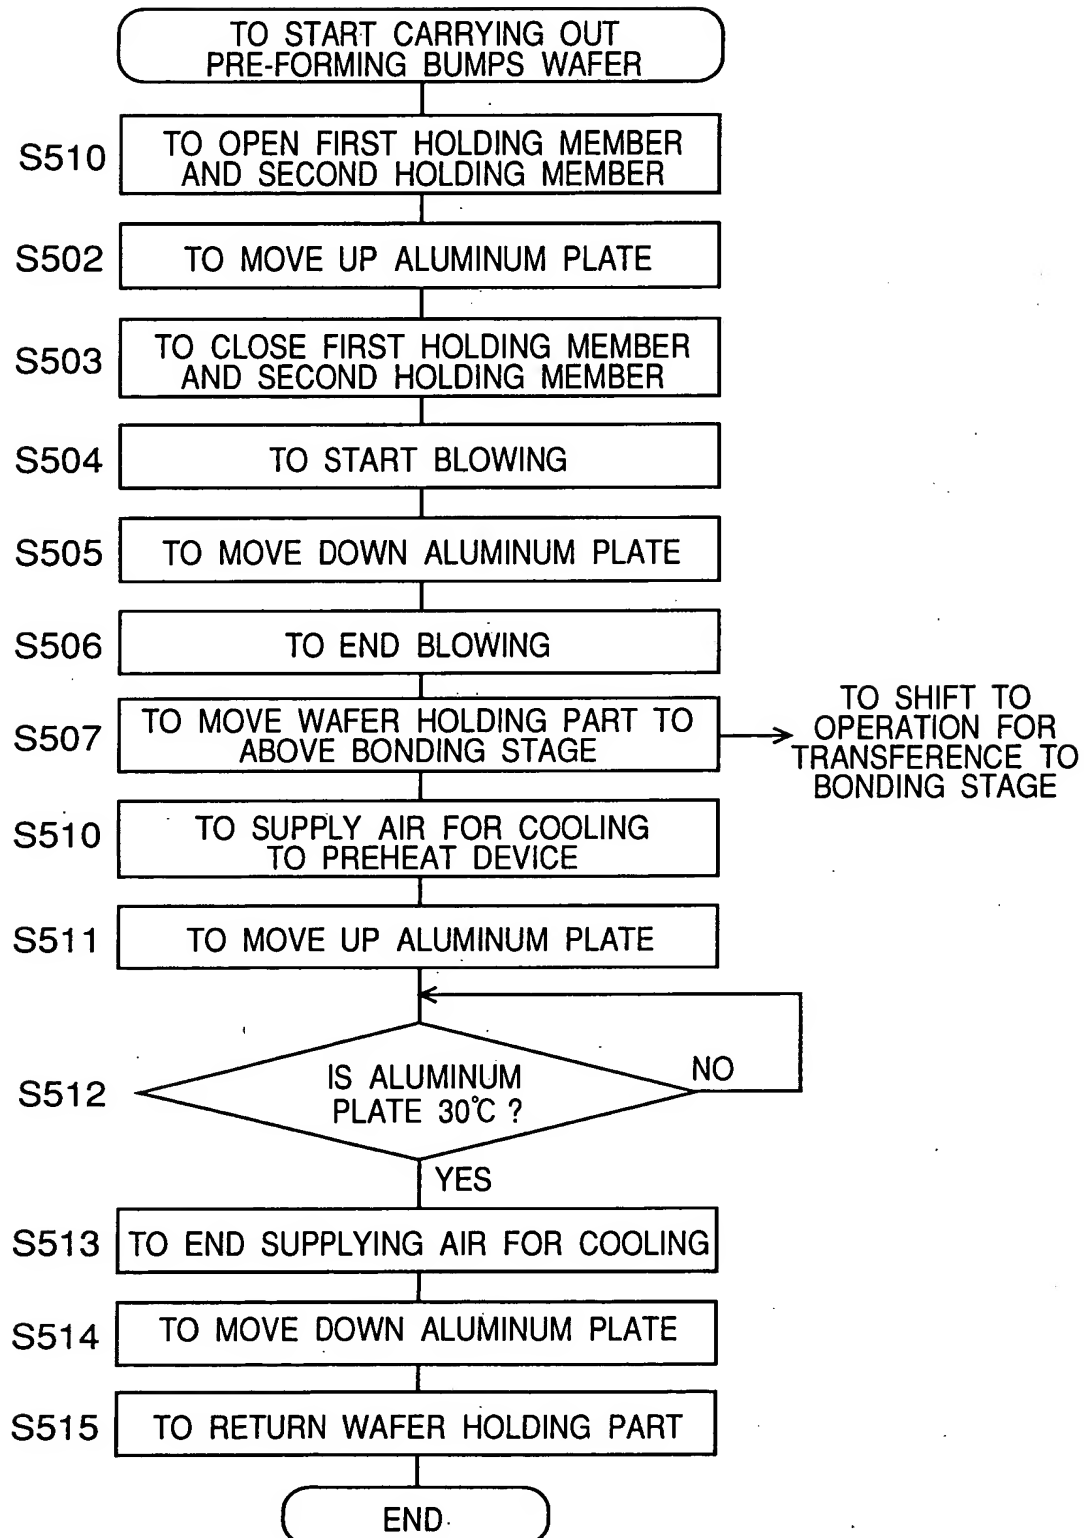 TO START CARRYING OUT
PRE-FORMING BUMPS WAFER
S510
TO OPEN FIRST HOLDING MEMBER
AND SECOND HOLDING MEMBER
S502
TO MOVE UP ALUMINUM PLATE
S503
TO CLOSE FIRST HOLDING MEMBER
AND SECOND HOLDING MEMBER
S504
TO START BLOWING
S505
TO MOVE DOWN ALUMINUM PLATE
S506
TO END BLOWING
S507
TO MOVE WAFER HOLDING PART TO
ABOVE BONDING STAGE
TO SHIFT TO
OPERATION FOR
TRANSFERENCE TO
BONDING STAGE
S510
TO SUPPLY AIR FOR COOLING
TO PREHEAT DEVICE
S511
TO MOVE UP ALUMINUM PLATE
S512
IS ALUMINUM
PLATE 30℃ ?
NO
YES
S513
TO END SUPPLYING AIR FOR COOLING
S514
TO MOVE DOWN ALUMINUM PLATE
S515
TO RETURN WAFER HOLDING PART
END